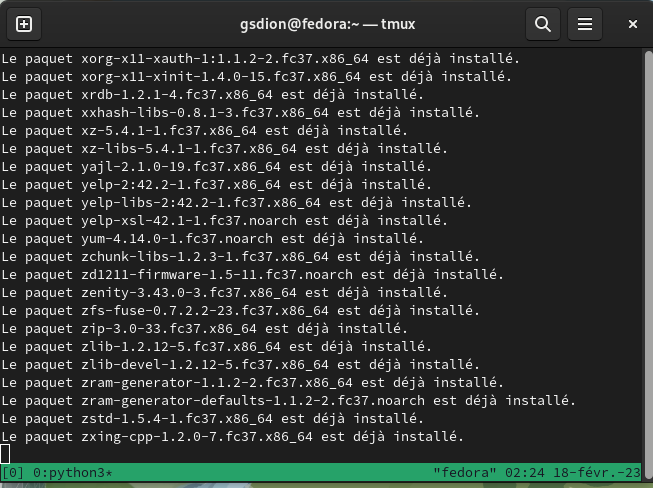 gsdion@fedora:~ — tmux
Le paquet xorg-x11-xauth-1:1.1.2-2.fc37.x86_64 est déjà installé.
Le paquet xorg-x11-xinit-1.4.0-15.fc37.x86_64 est déjà installé.
Le paquet xrdb-1.2.1-4.fc37.x86_64 est déjà installé.
Le paquet xxhash-libs-0.8.1-3.fc37.x86_64 est déjà installé.
Le paquet xz-5.4.1-1.fc37.x86_64 est déjà installé.
Le paquet xz-libs-5.4.1-1.fc37.x86_64 est déjà installé.
Le paquet yajl-2.1.0-19.fc37.x86_64 est déjà installé.
Le paquet yelp-2:42.2-1.fc37.x86_64 est déjà installé.
Le paquet yelp-libs-2:42.2-1.fc37.x86_64 est déjà installé.
Le paquet yelp-xsl-42.1-1.fc37.noarch est déjà installé.
Le paquet yum-4.14.0-1.fc37.noarch est déjà installé.
Le paquet zchunk-libs-1.2.3-1.fc37.x86_64 est déjà installé.
Le paquet zd1211-firmware-1.5-11.fc37.noarch est déjà installé.
Le paquet zenity-3.43.0-3.fc37.x86_64 est déjà installé.
Le paquet zfs-fuse-0.7.2.2-23.fc37.x86_64 est déjà installé.
Le paquet zip-3.0-33.fc37.x86_64 est déjà installé.
Le paquet zlib-1.2.12-5.fc37.x86_64 est déjà installé.
Le paquet zlib-devel-1.2.12-5.fc37.x86_64 est déjà installé.
Le paquet zram-generator-1.1.2-2.fc37.x86_64 est déjà installé.
Le paquet zram-generator-defaults-1.1.2-2.fc37.noarch est déjà installé.
Le paquet zstd-1.5.4-1.fc37.x86_64 est déjà installé.
Le paquet zxing-cpp-1.2.0-7.fc37.x86_64 est déjà installé.
[0] 0:python3* "fedora" 02:24 18-févr.-23